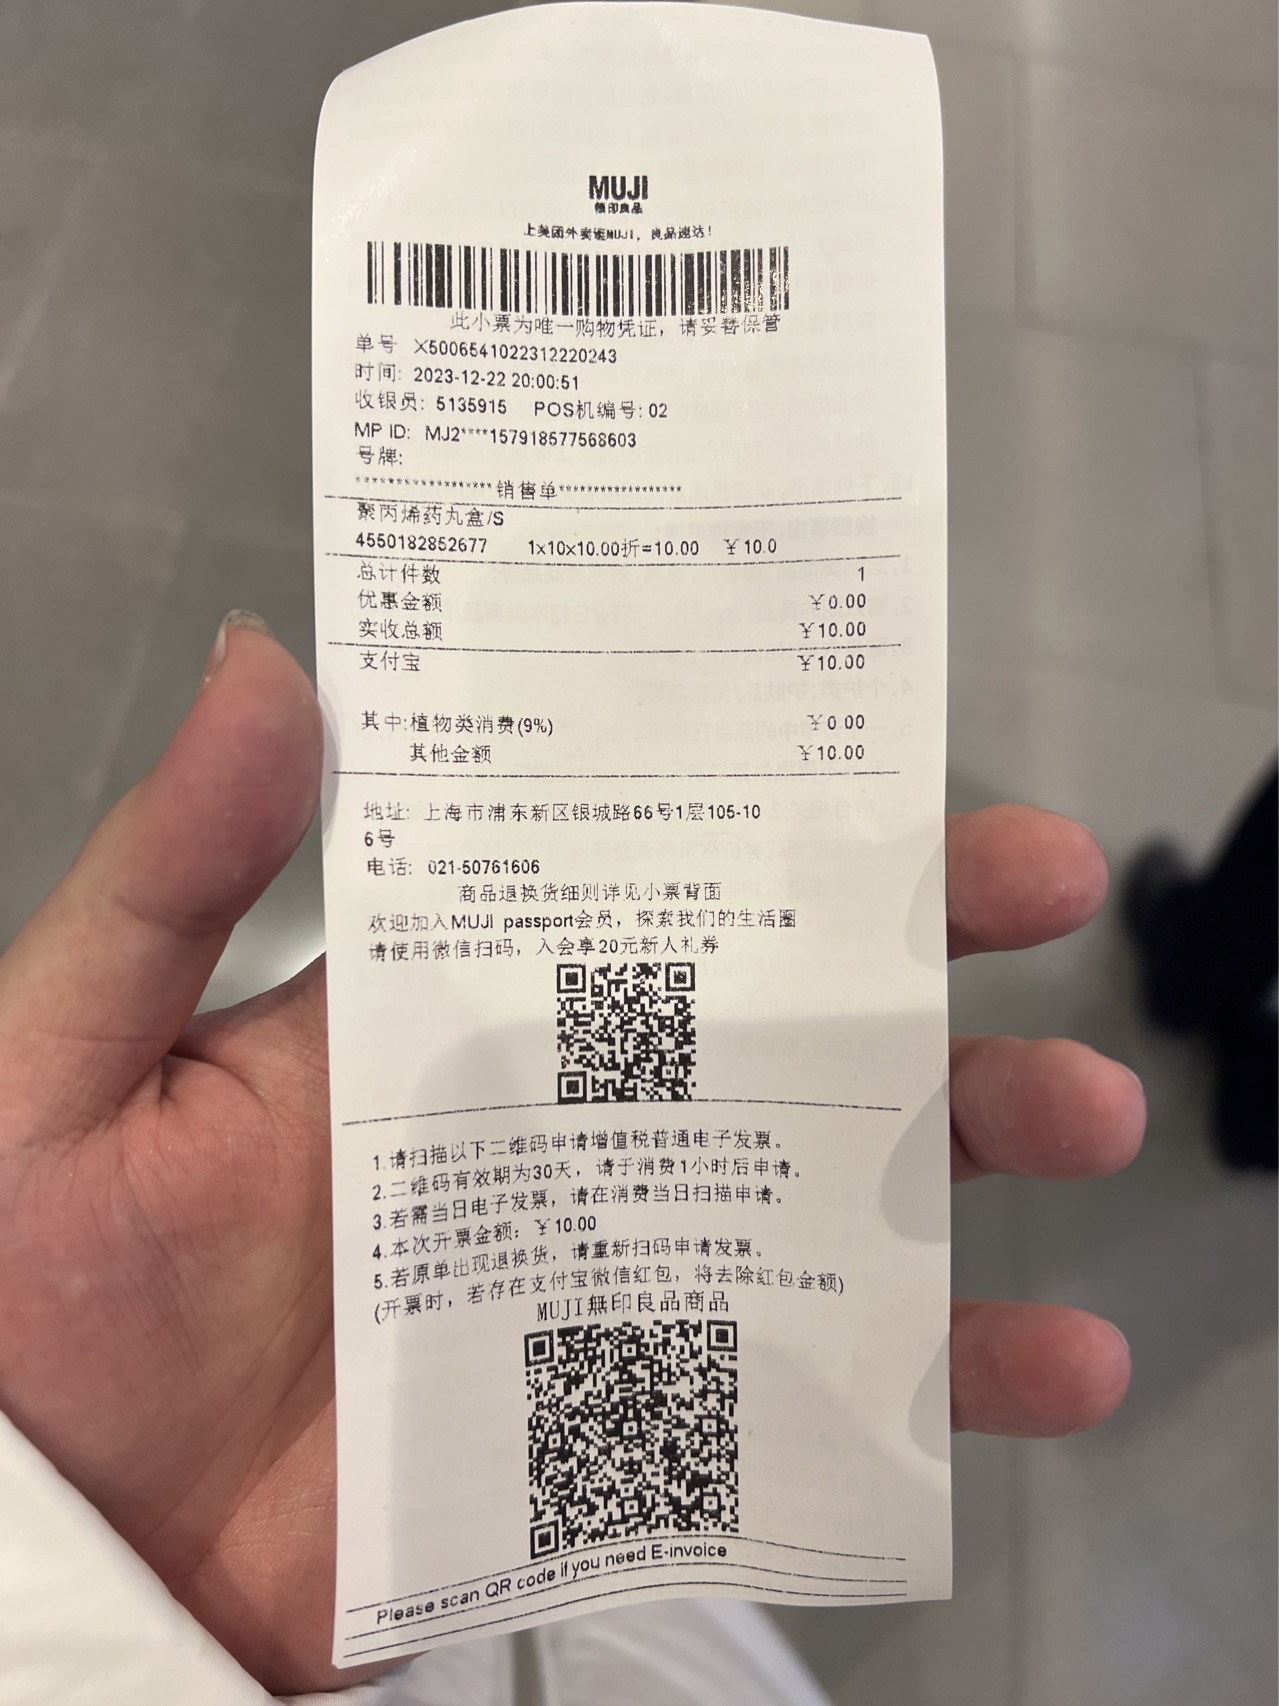 MUJI
無印良品
上美团外卖逛MUJI，良品速达！
此小票为唯一购物凭证，请妥善保管
单号 X5006541022312220243
时间: 2023-12-22 20:00:51
收银员: 5135915 POS机编号: 02
MP ID: MJ2****157918577568603
号牌:
******************销售单******************
聚丙烯药丸盒/S
4550182852677 1x10x10.00折=10.00 ￥10.0
总计件数 1
优惠金额 ￥0.00
实收总额 ￥10.00
支付宝 ￥10.00
其中:植物类消费(9%) ￥0.00
其他金额 ￥10.00
地址: 上海市浦东新区银城路66号1层105-10
6号
电话: 021-50761606
商品退换货细则详见小票背面
欢迎加入MUJI passport会员，探索我们的生活圈
请使用微信扫码，入会享20元新人礼券
1.请扫描以下二维码申请增值税普通电子发票。
2.二维码有效期为30天，请于消费1小时后申请。
3.若需当日电子发票，请在消费当日扫描申请。
4.本次开票金额: ￥10.00
5.若原单出现退换货，请重新扫码申请发票。
(开票时，若存在支付宝微信红包，将去除红包金额)
MUJI無印良品商品
Please scan QR code if you need E-invoice